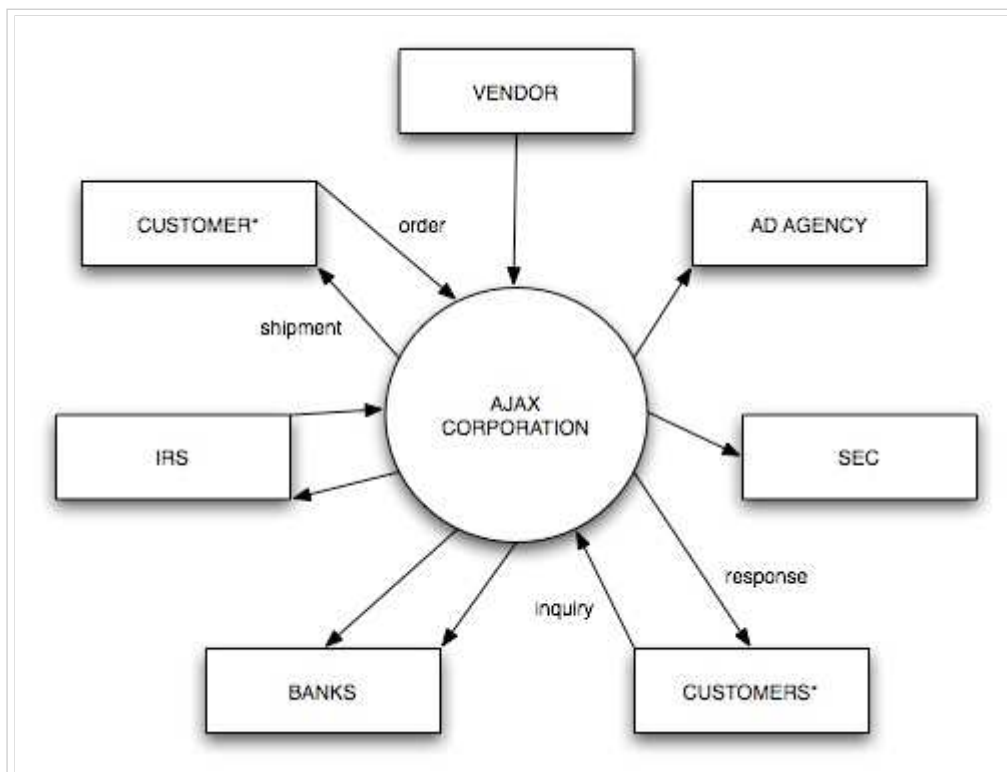 VENDOR
CUSTOMER*
order
AD AGENCY
shipment
AJAX
CORPORATION
IRS
SEC
response
inquiry
BANKS
CUSTOMERS*